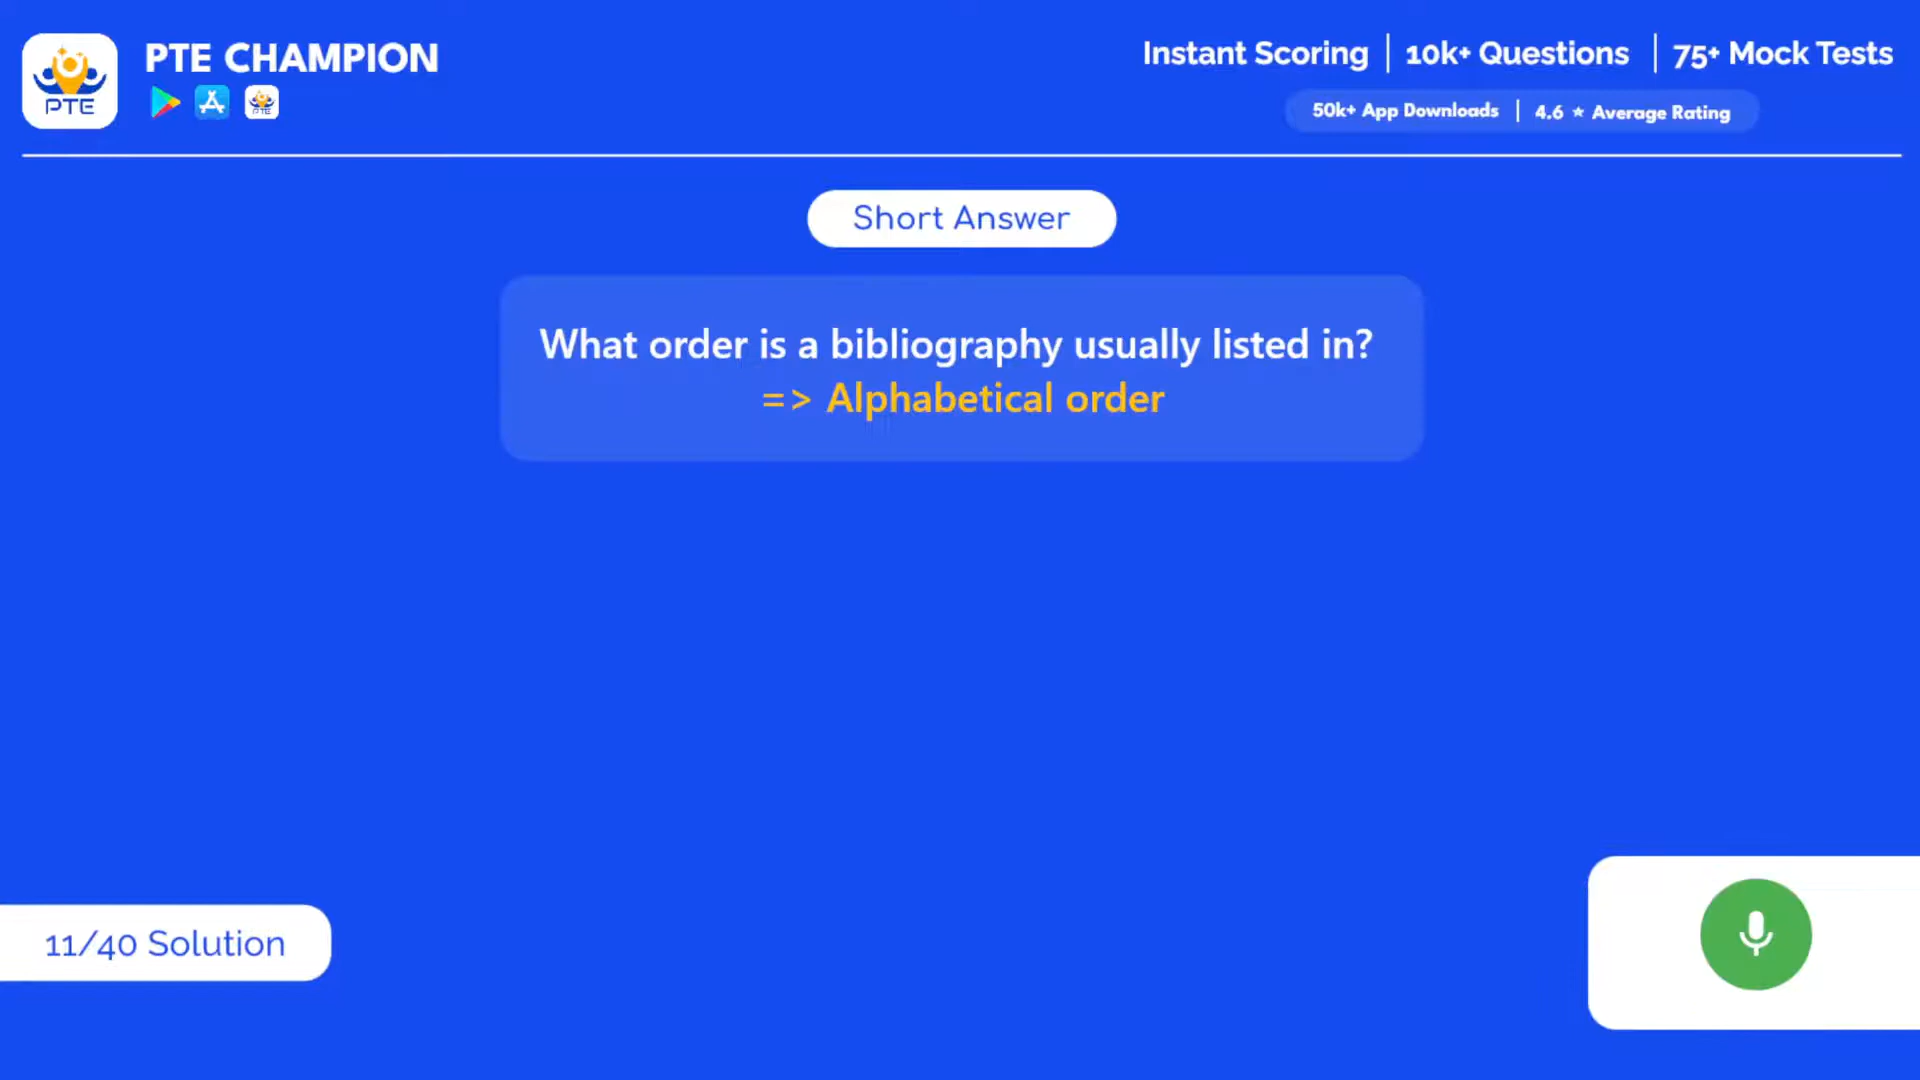 PTE CHAMPION
PTE
PTE
Instant Scoring | 10k+ Questions | 75+ Mock Tests
50k+ App Downloads | 4.6 ★ Average Rating
Short Answer
What order is a bibliography usually listed in?
=> Alphabetical order
11/40 Solution